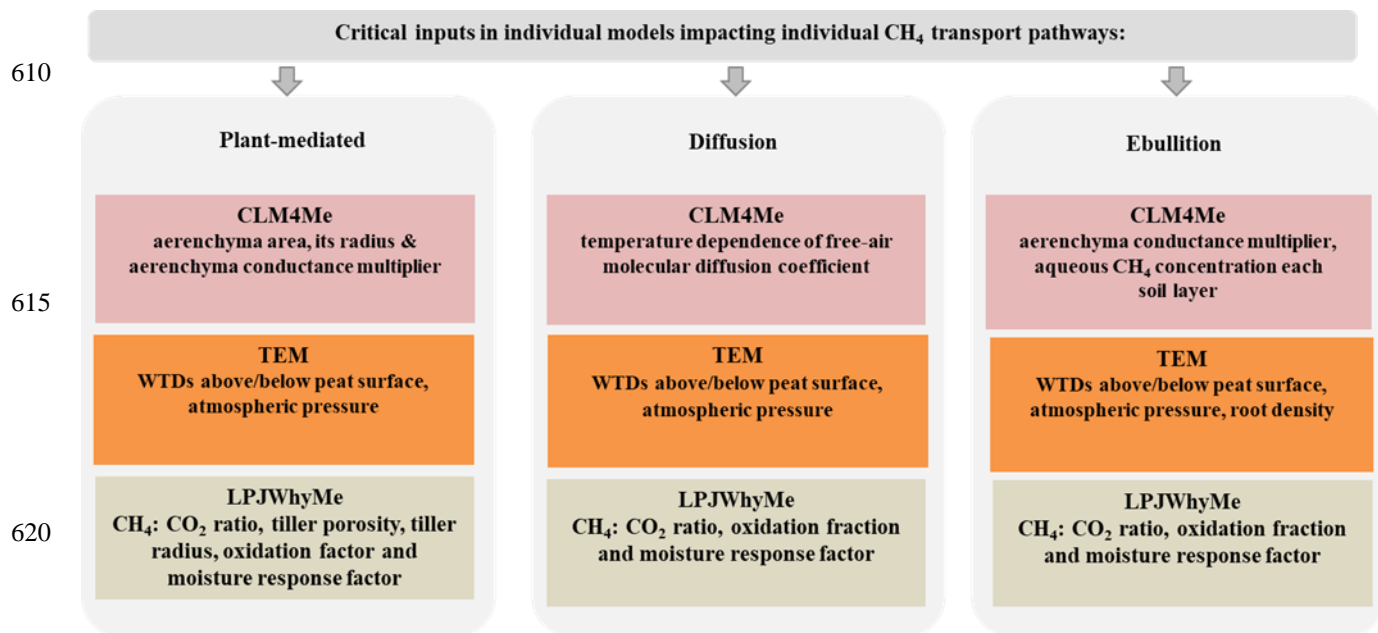 Critical inputs in individual models impacting individual CH₄ transport pathways:
610
Plant-mediated
CLM4Me
aerenchyma area, its radius &
aerenchyma conductance multiplier
TEM
WTDs above/below peat surface,
atmospheric pressure
LPJWhyMe
CH₄: CO₂ ratio, tiller porosity, tiller
radius, oxidation factor and
moisture response factor
Diffusion
CLM4Me
temperature dependence of free-air
molecular diffusion coefficient
TEM
WTDs above/below peat surface,
atmospheric pressure
LPJWhyMe
CH₄: CO₂ ratio, oxidation fraction
and moisture response factor
Ebullition
CLM4Me
aerenchyma conductance multiplier,
aqueous CH₄ concentration each
soil layer
TEM
WTDs above/below peat surface,
atmospheric pressure, root density
LPJWhyMe
CH₄: CO₂ ratio, oxidation fraction
and moisture response factor
615
620